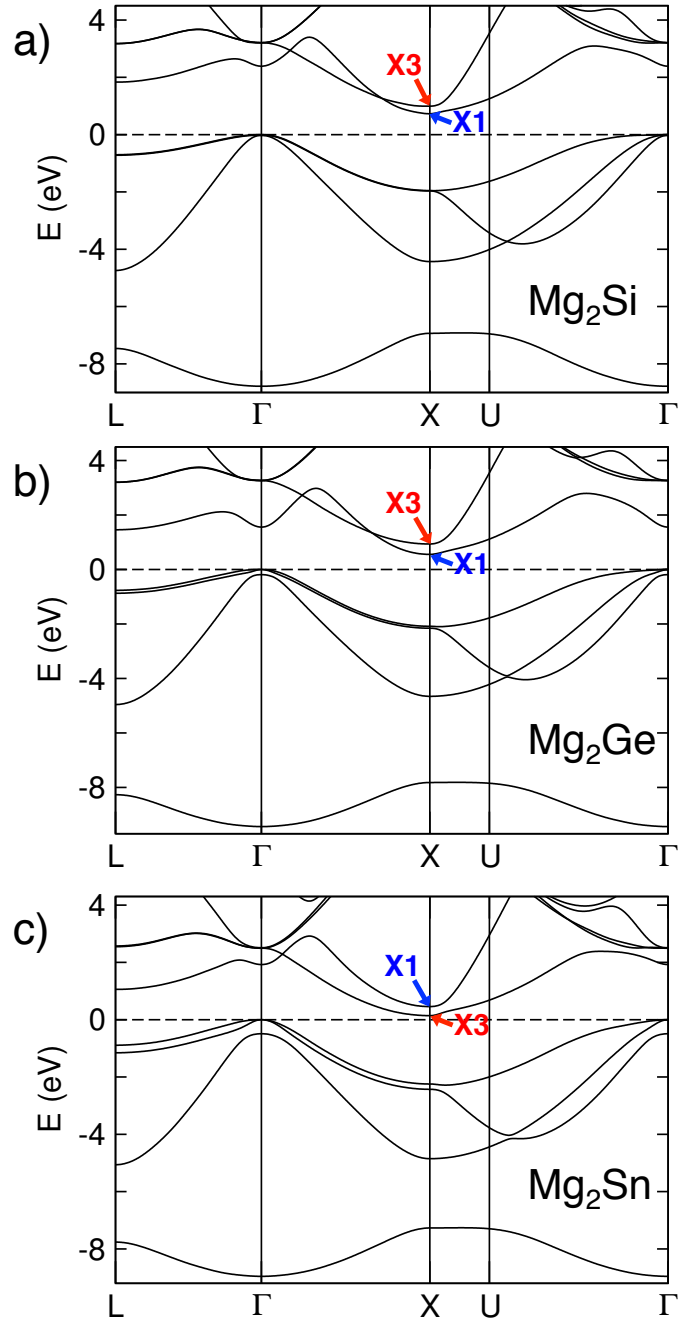 a)
E (eV)
4
0
-4
-8
X3
X1
Mg₂Si
L Γ X U Γ
b)
E (eV)
4
0
-4
-8
X3
X1
Mg₂Ge
L Γ X U Γ
c)
E (eV)
4
0
-4
-8
X1
X3
Mg₂Sn
L Γ X U Γ